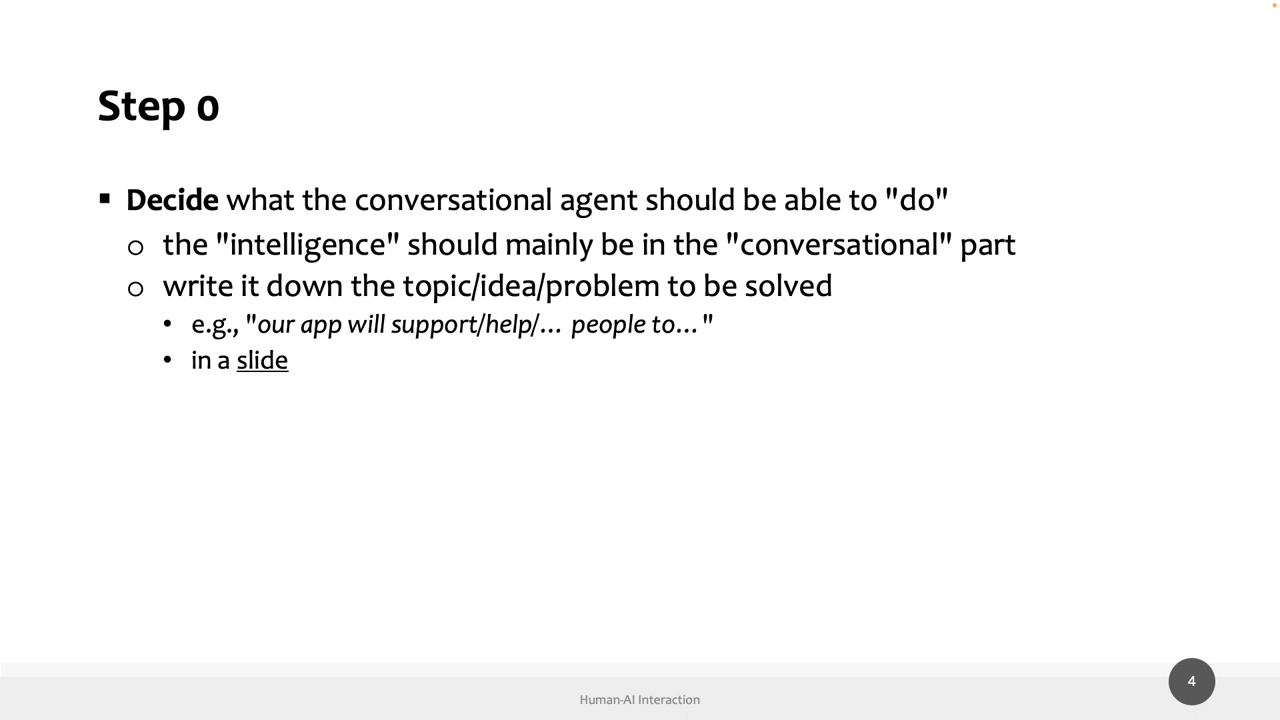 Step 0
▪ Decide what the conversational agent should be able to "do"
o the "intelligence" should mainly be in the "conversational" part
o write it down the topic/idea/problem to be solved
• e.g., "our app will support/help/… people to…"
• in a slide
4
Human-AI Interaction